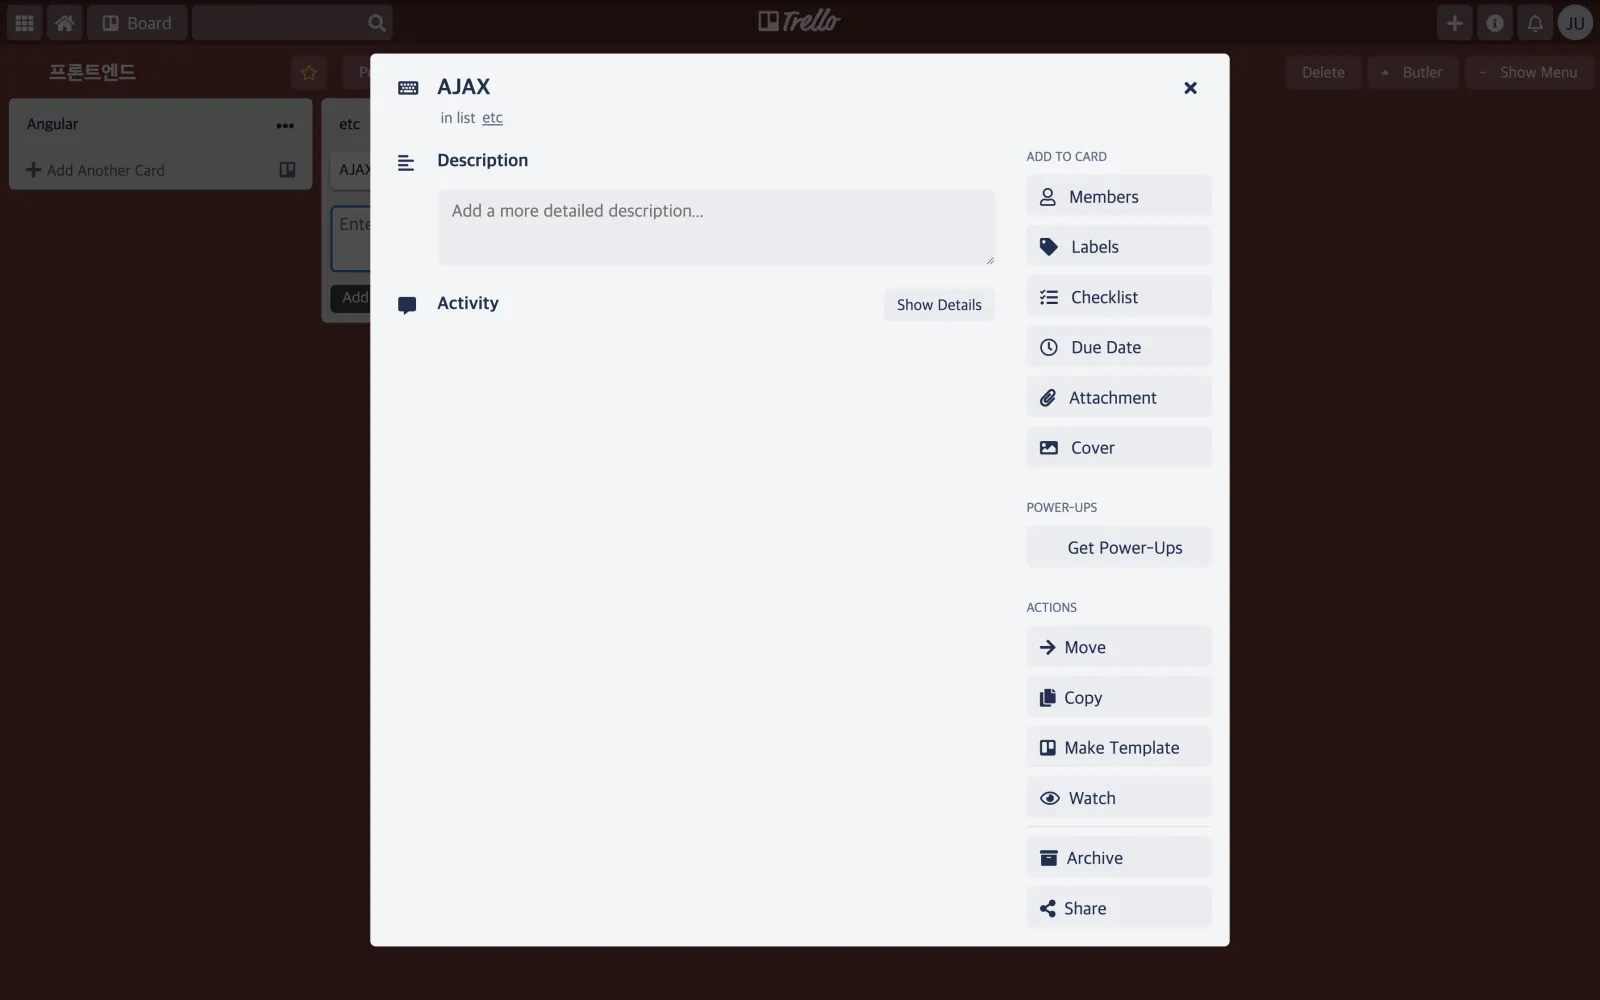 Board
Trello
JU
프론트엔드
Delete
Butler
Show Menu
Angular
Add Another Card
etc
AJAX
Add
AJAX
in list etc
Description
Add a more detailed description...
Activity
Show Details
ADD TO CARD
Members
Labels
Checklist
Due Date
Attachment
Cover
POWER-UPS
Get Power-Ups
ACTIONS
Move
Copy
Make Template
Watch
Archive
Share